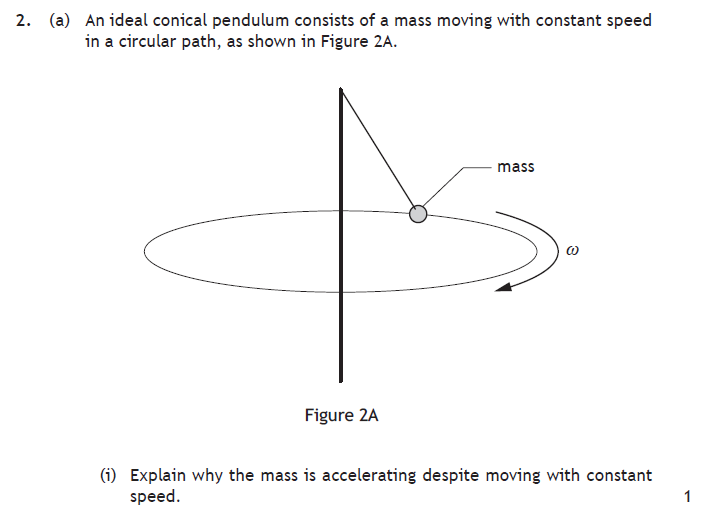 2. (a) An ideal conical pendulum consists of a mass moving with constant speed
in a circular path, as shown in Figure 2A.
mass
ω
Figure 2A
(i) Explain why the mass is accelerating despite moving with constant
speed. 1